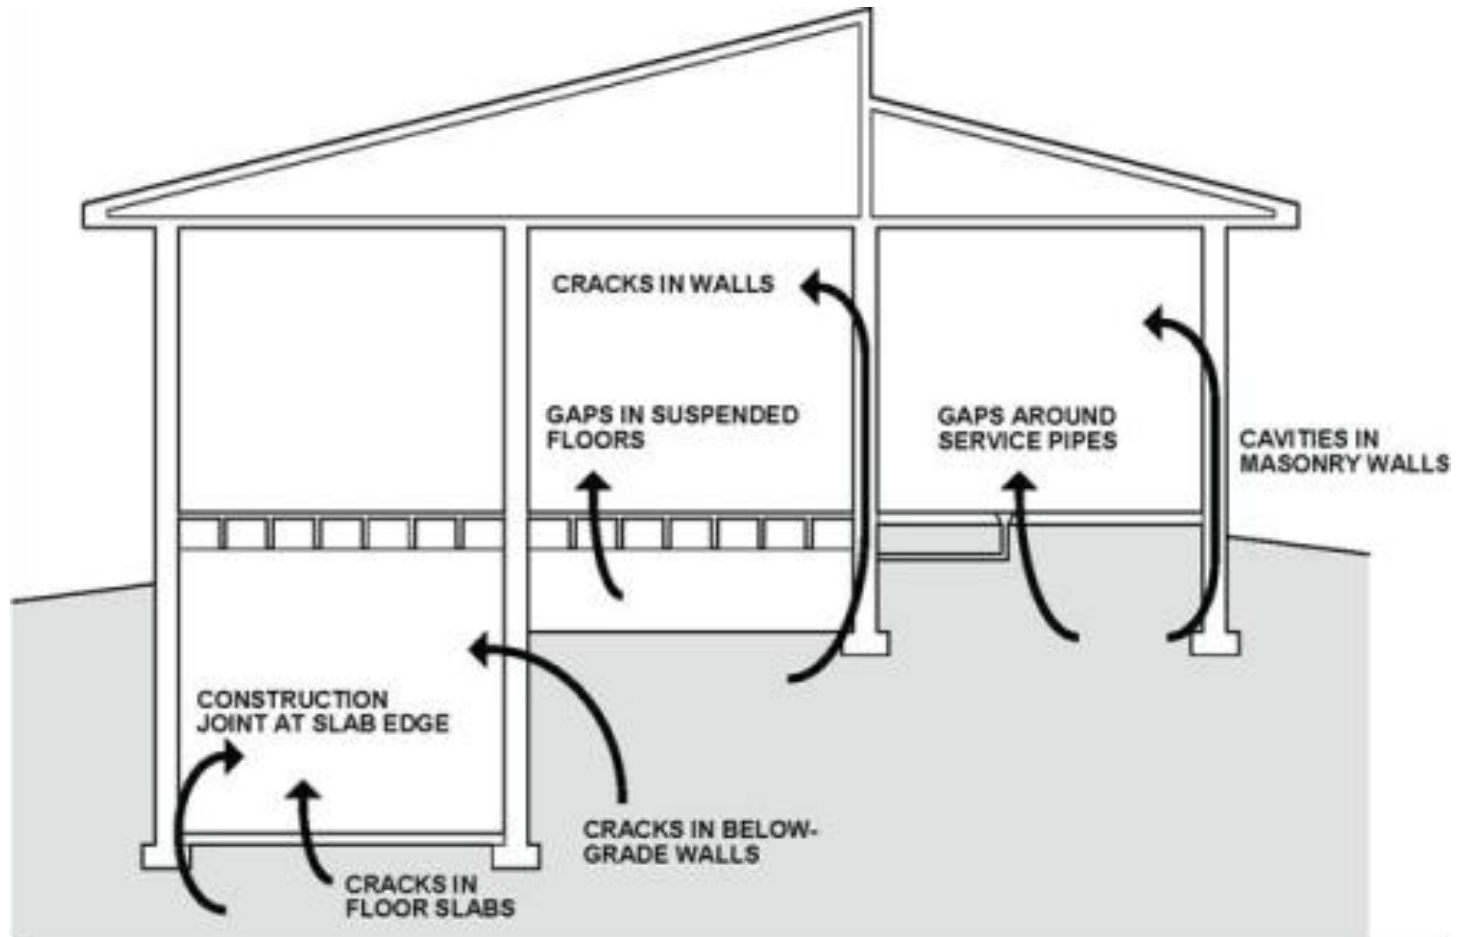 CRACKS IN WALLS
GAPS IN SUSPENDED
FLOORS
GAPS AROUND
SERVICE PIPES
CAVITIES IN
MASONRY WALLS
CONSTRUCTION
JOINT AT SLAB EDGE
CRACKS IN BELOW-
GRADE WALLS
CRACKS IN
FLOOR SLABS